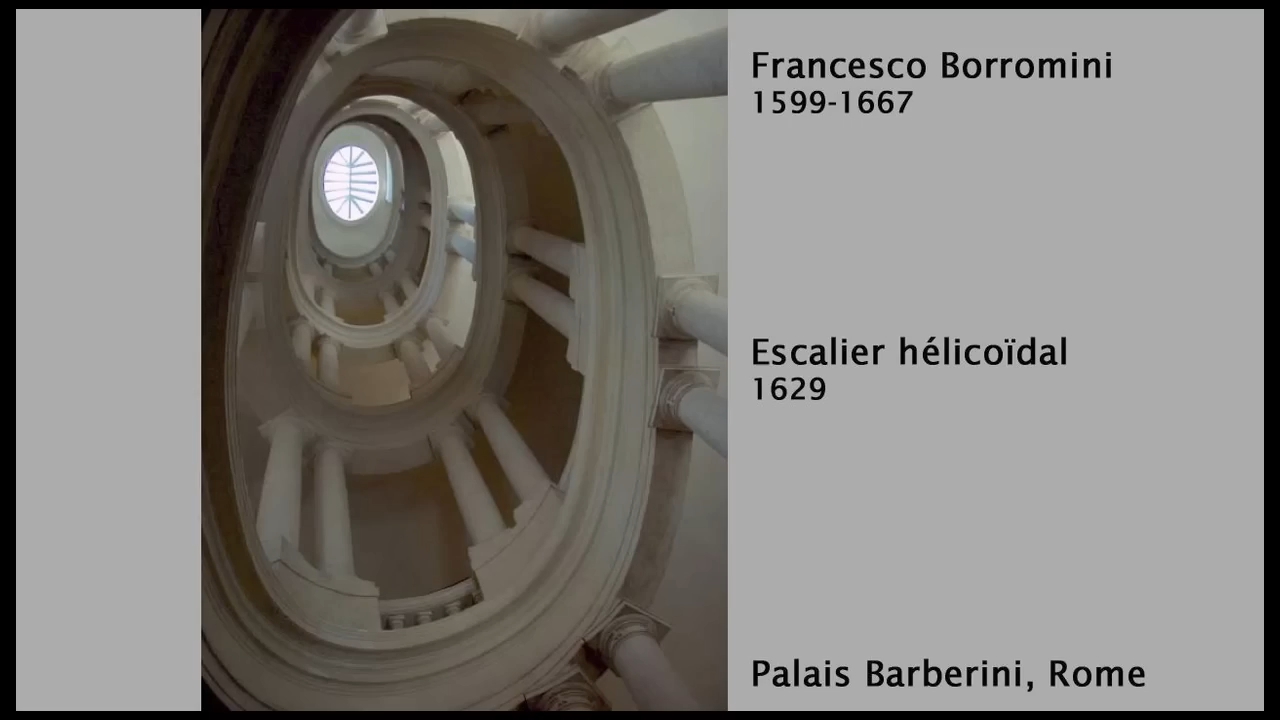 Francesco Borromini
1599-1667
Escalier hélicoïdal
1629
Palais Barberini, Rome